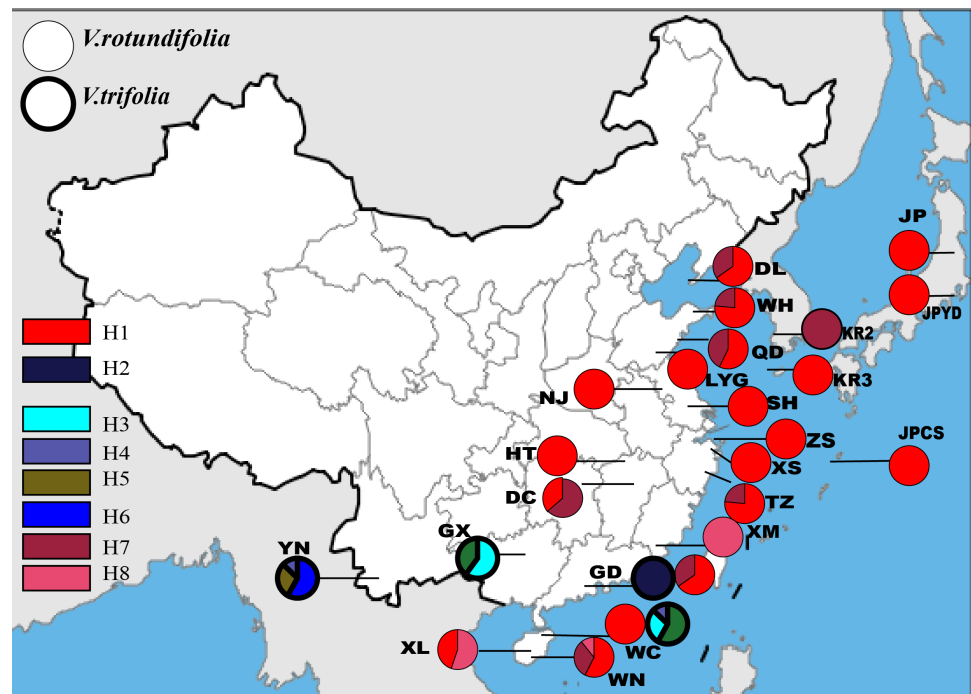 V.rotundifolia
V.trifolia
JP
DL
WH
JPYD
KR2
QD
LYG
KR3
NJ
SH
JPCS
ZS
HT
XS
DC
TZ
XM
GX
YN
GD
WC
XL
WN
H1
H2
H3
H4
H5
H6
H7
H8